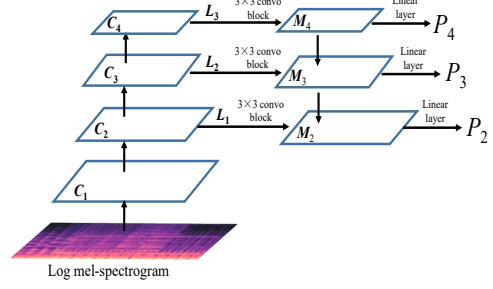 C4
L3
3×3 convo
block
M4
Linear
layer
P4
C3
L2
3×3 convo
block
M3
Linear
layer
P3
C2
L1
3×3 convo
block
M2
Linear
layer
P2
C1
Log mel-spectrogram